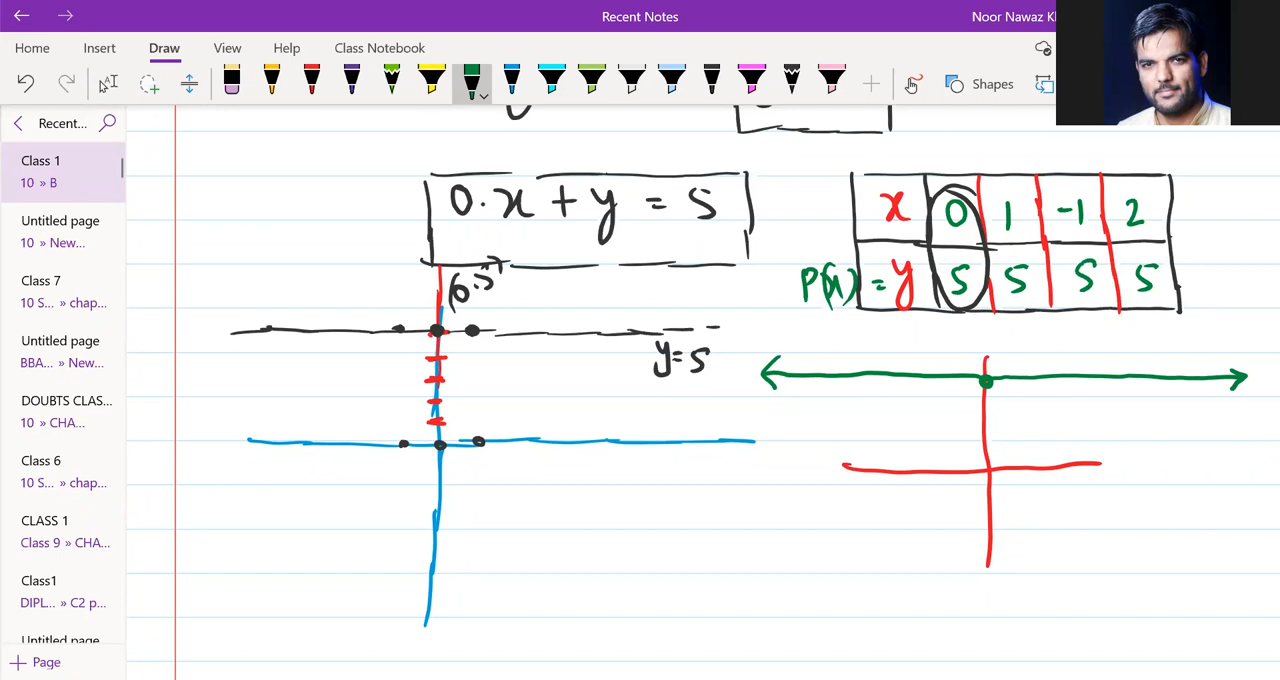 Recent Notes
Noor Nawaz Kh
Home Insert Draw View Help Class Notebook
Shapes
Recent...
Class 1
10 » B
Untitled page
10 » New...
Class 7
10 S... » chap...
Untitled page
BBA... » New...
DOUBTS CLAS...
10 » CHA...
Class 6
10 S... » chap...
CLASS 1
Class 9 » CHA...
Class1
DIPL... » C2 p...
Untitled page
Page
0.x + y = 5
x 0 1 -1 2
P(x) = y 5 5 5 5
y=5